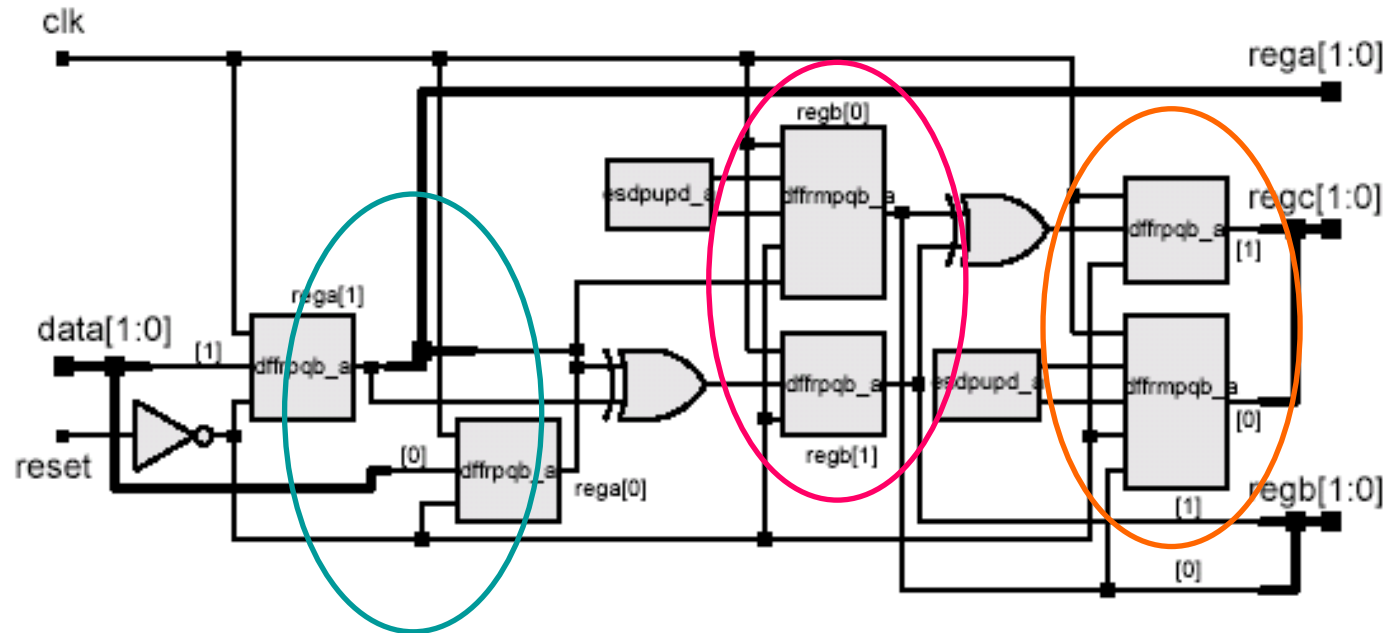 clk
rega[1:0]
regb[0]
esdpupd_a
dffrmpqb_a
regc[1:0]
dffrpqb_a
[1]
rega[1]
data[1:0]
[1]
dffrpqb_a
dffrpqb_a
esdpupd_a
dffrmpqb_a
[0]
reset
[0]
dffrpqb_a
rega[0]
regb[1]
regb[1:0]
[1]
[0]